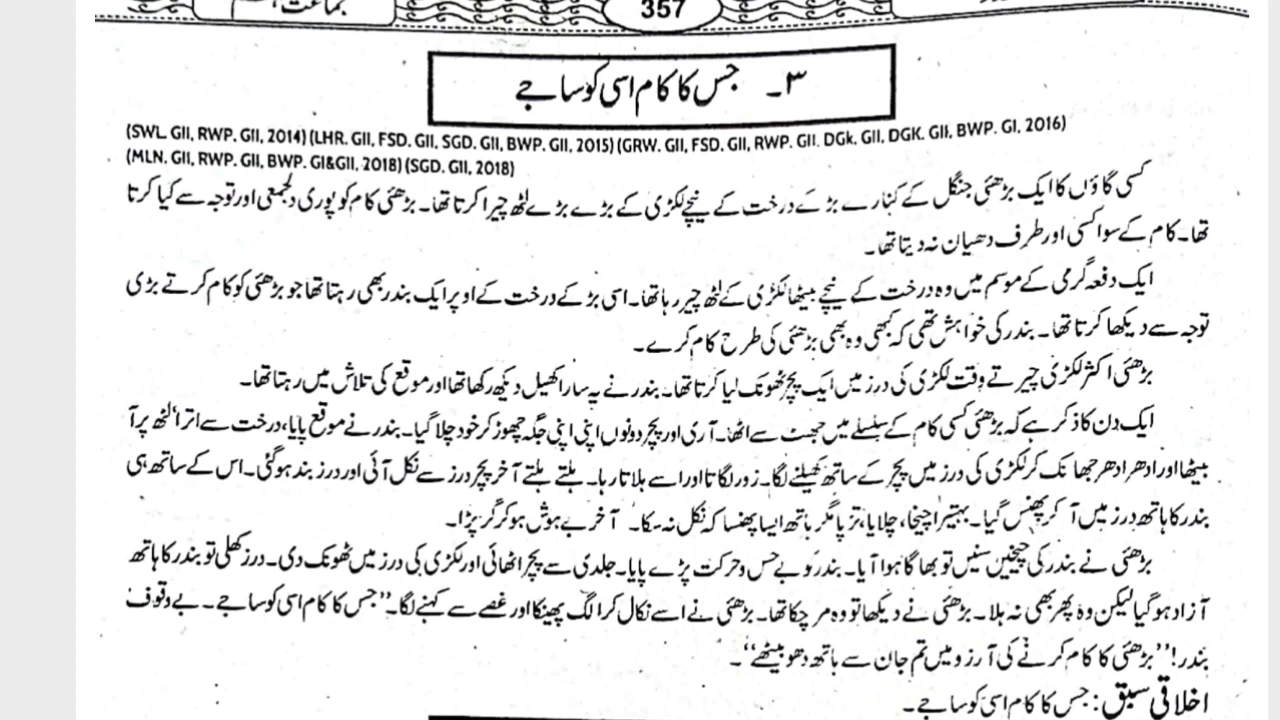 357
۳۔ جس کا کام اسی کو ساجے
(SWL. GII, RWP. GII, 2014) (LHR. GII, FSD. GII, SGD. GII, BWP. GII, 2015) (GRW. GII, FSD. GII, RWP. GII, DGk. GII, DGK. GII, BWP. GI, 2016)
(MLN. GII, RWP. GII, BWP. GI&GII, 2018) (SGD. GII, 2018)
کسی گاؤں کا ایک بڑھئی جنگل کے کنارے بڑ کے درخت کے نیچے لکڑی کے بڑے بڑے لٹھ چیرا کرتا تھا۔ بڑھئی کام کو پوری دلجمعی اور توجہ سے کیا کرتا
تھا۔ کام کے سوا کسی اور طرف دھیان نہ دیتا تھا۔
ایک دفعہ گرمی کے موسم میں وہ درخت کے نیچے بیٹھا لکڑی کے لٹھ چیر رہا تھا۔ اسی بڑ کے درخت کے اوپر ایک بندر بھی رہتا تھا جو بڑھئی کو کام کرتے بڑی
توجہ سے دیکھا کرتا تھا۔ بندر کی خواہش تھی کہ کبھی وہ بھی بڑھئی کی طرح کام کرے۔
بڑھئی اکثر لکڑی چیرتے وقت لکڑی کی درز میں ایک پچر ٹھونک لیا کرتا تھا۔ بندر نے یہ سارا کھیل دیکھ رکھا تھا اور موقع کی تلاش میں رہتا تھا۔
ایک دن کا ذکر ہے کہ بڑھئی کسی کام کے سلسلے میں جھٹ سے اٹھا۔ آری اور پچر دونوں اپنی اپنی جگہ چھوڑ کر خود چلا گیا۔ بندر نے موقع پایا، درخت سے اترا، لٹھ پر آ
بیٹھا اور ادھر ادھر جھانک کر لکڑی کی درز میں پچر کے ساتھ کھیلنے لگا۔ زور لگاتا اور اسے ہلاتا رہا۔ ہلتے ہلتے آخر پچر درز سے نکل آئی اور درز بند ہو گئی۔ اس کے ساتھ ہی
بندر کا ہاتھ درز میں آ کر پھنس گیا۔ بہتیرا چیخا، چلایا، تڑپا مگر ہاتھ ایسا پھنسا کہ نکل نہ سکا۔ آخر بے ہوش ہو کر گر پڑا۔
بڑھئی نے بندر کی چیخیں سنیں تو بھاگا ہوا آیا۔ بندر کو بے حس و حرکت پڑے پایا۔ جلدی سے پچر اٹھائی اور لکڑی کی درز میں ٹھونک دی۔ درز کھلی تو بندر کا ہاتھ
آزاد ہو گیا لیکن وہ پھر بھی نہ ہلا۔ بڑھئی نے دیکھا تو وہ مر چکا تھا۔ بڑھئی نے اسے نکال کر الگ پھینکا اور غصے سے کہنے لگا۔ "جس کا کام اسی کو ساجے۔ بے وقوف
بندر!" بڑھئی کا کام کرنے کی آرزو میں تم جان سے ہاتھ دھو بیٹھے"۔
اخلاقی سبق: جس کا کام اسی کو ساجے۔